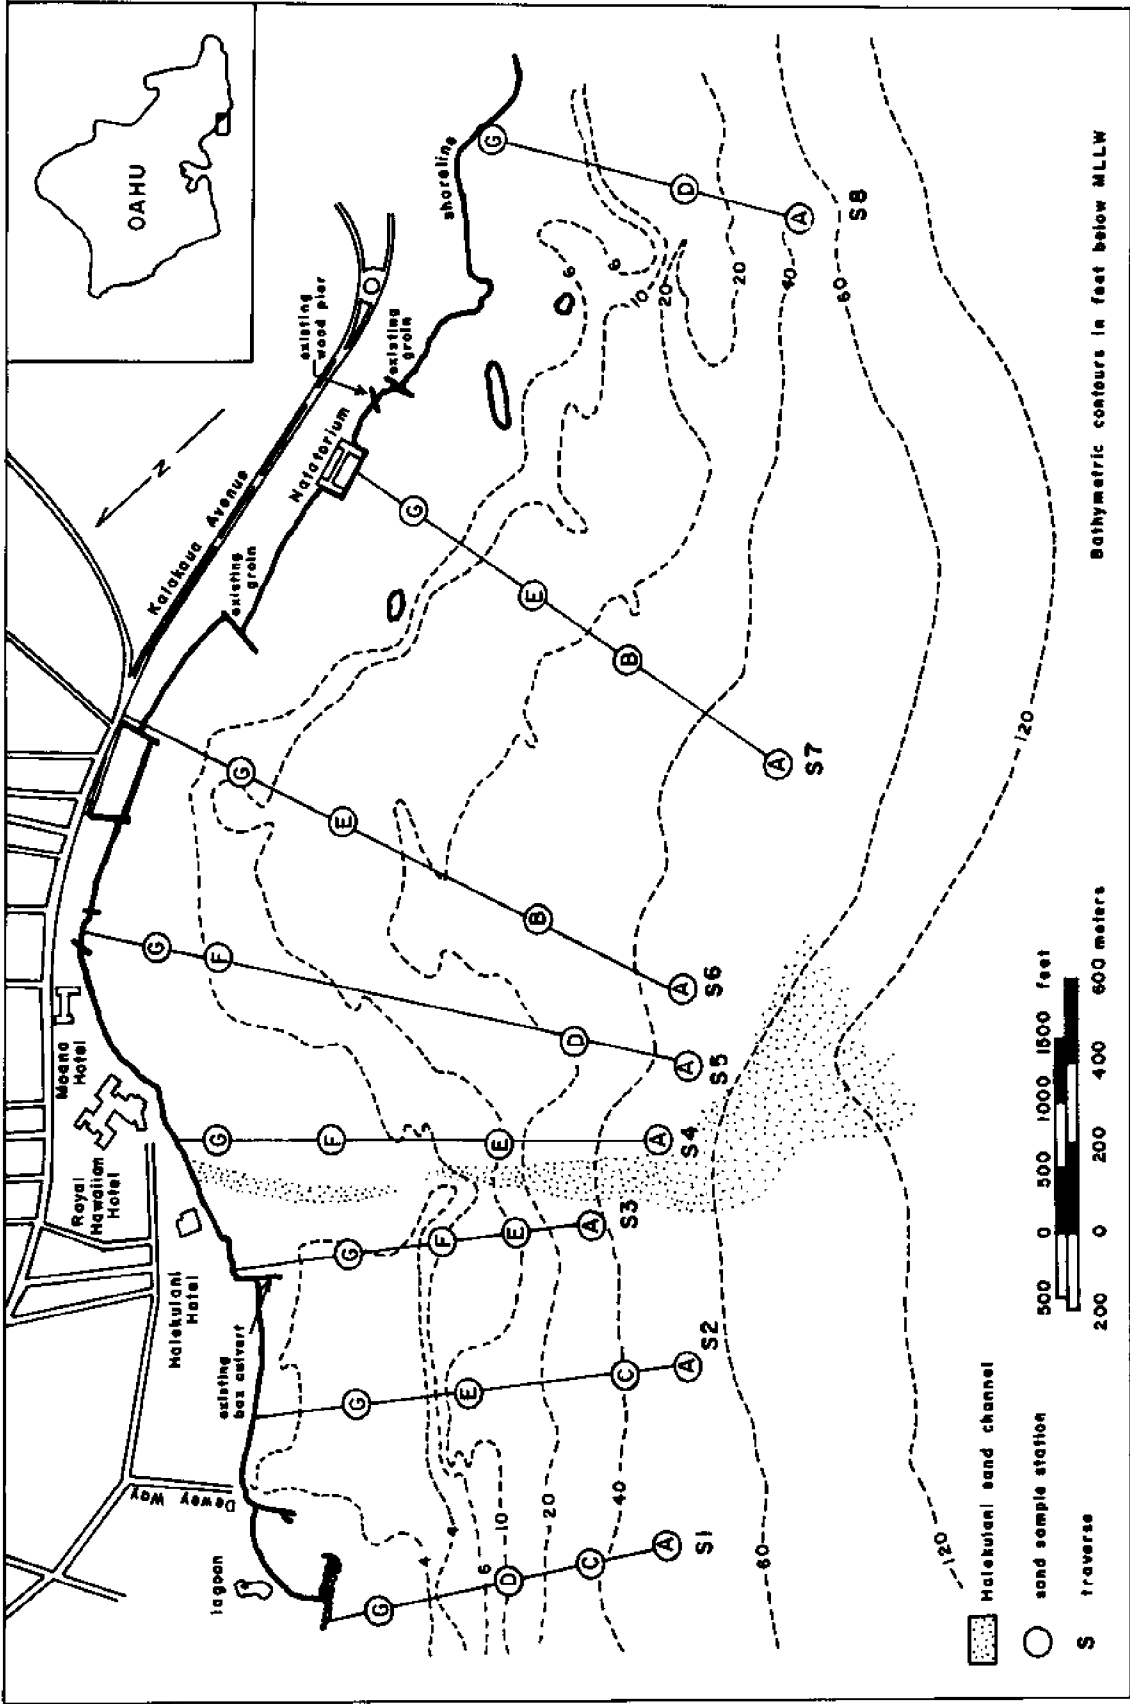 OAHU
N
Kalakaua Avenue
Natatorium
existing
wood pier
existing
groin
existing
groin
shoreline
Moana
Hotel
Royal
Hawaiian
Hotel
Halekulani
Hotel
existing
box culvert
Dewey Way
lagoon
G
D
C
A
S1
G
E
C
A
S2
G
F
E
A
S3
G
F
E
A
S4
G
F
D
A
S5
G
E
B
A
S6
G
E
B
A
S7
G
D
A
S8
4
4
6
10
20
40
60
120
6
6
10
20
20
40
60
120
Halekulani sand channel
sand sample station
S traverse
500 0 500 1000 1500 feet
200 0 200 400 600 meters
Bathymetric contours in feet below MLLW